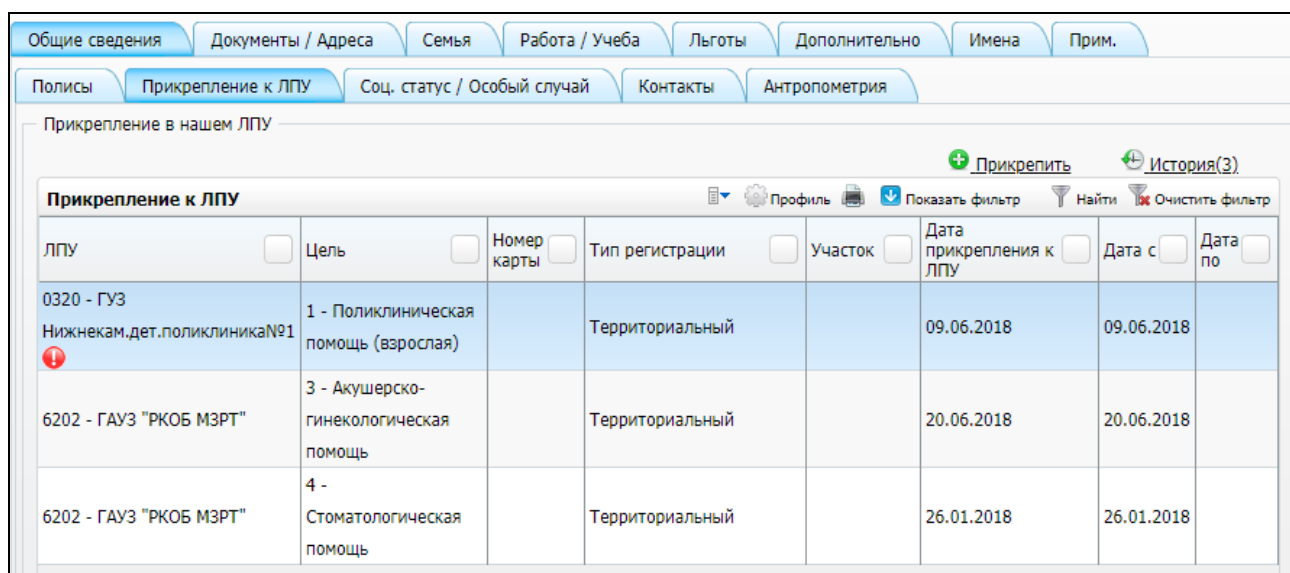 Общие сведения Документы / Адреса Семья Работа / Учеба Льготы Дополнительно Имена Прим.
Полисы Прикрепление к ЛПУ Соц. статус / Особый случай Контакты Антропометрия
Прикрепление в нашем ЛПУ
Прикрепить История(3)
Прикрепление к ЛПУ Профиль Показать фильтр Найти Очистить фильтр
ЛПУ Цель Номер карты Тип регистрации Участок Дата прикрепления к ЛПУ Дата с Дата по
0320 - ГУЗ
Нижнекам.дет.поликлиника№1
1 - Поликлиническая
помощь (взрослая)
Территориальный 09.06.2018 09.06.2018
6202 - ГАУЗ "РКОБ МЗРТ"
3 - Акушерско-
гинекологическая
помощь
Территориальный 20.06.2018 20.06.2018
6202 - ГАУЗ "РКОБ МЗРТ"
4 -
Стоматологическая
помощь
Территориальный 26.01.2018 26.01.2018